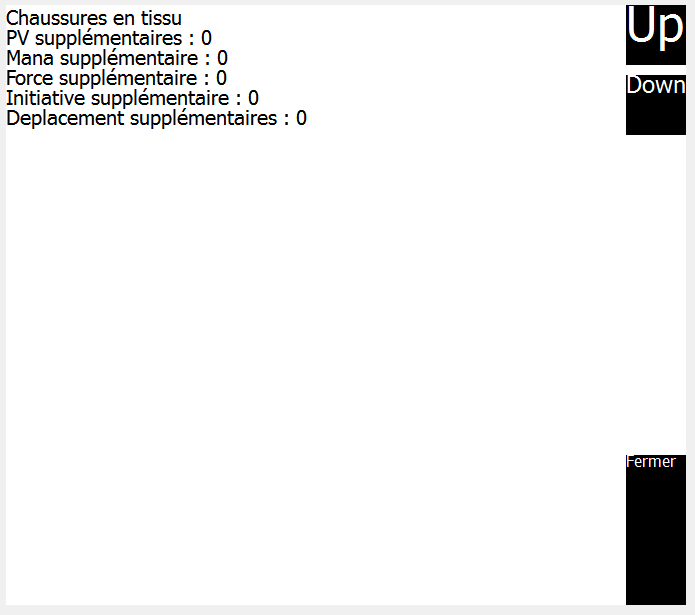 Chaussures en tissu
PV supplémentaires : 0
Mana supplémentaire : 0
Force supplémentaire : 0
Initiative supplémentaire : 0
Deplacement supplémentaires : 0
Up
Down
Fermer